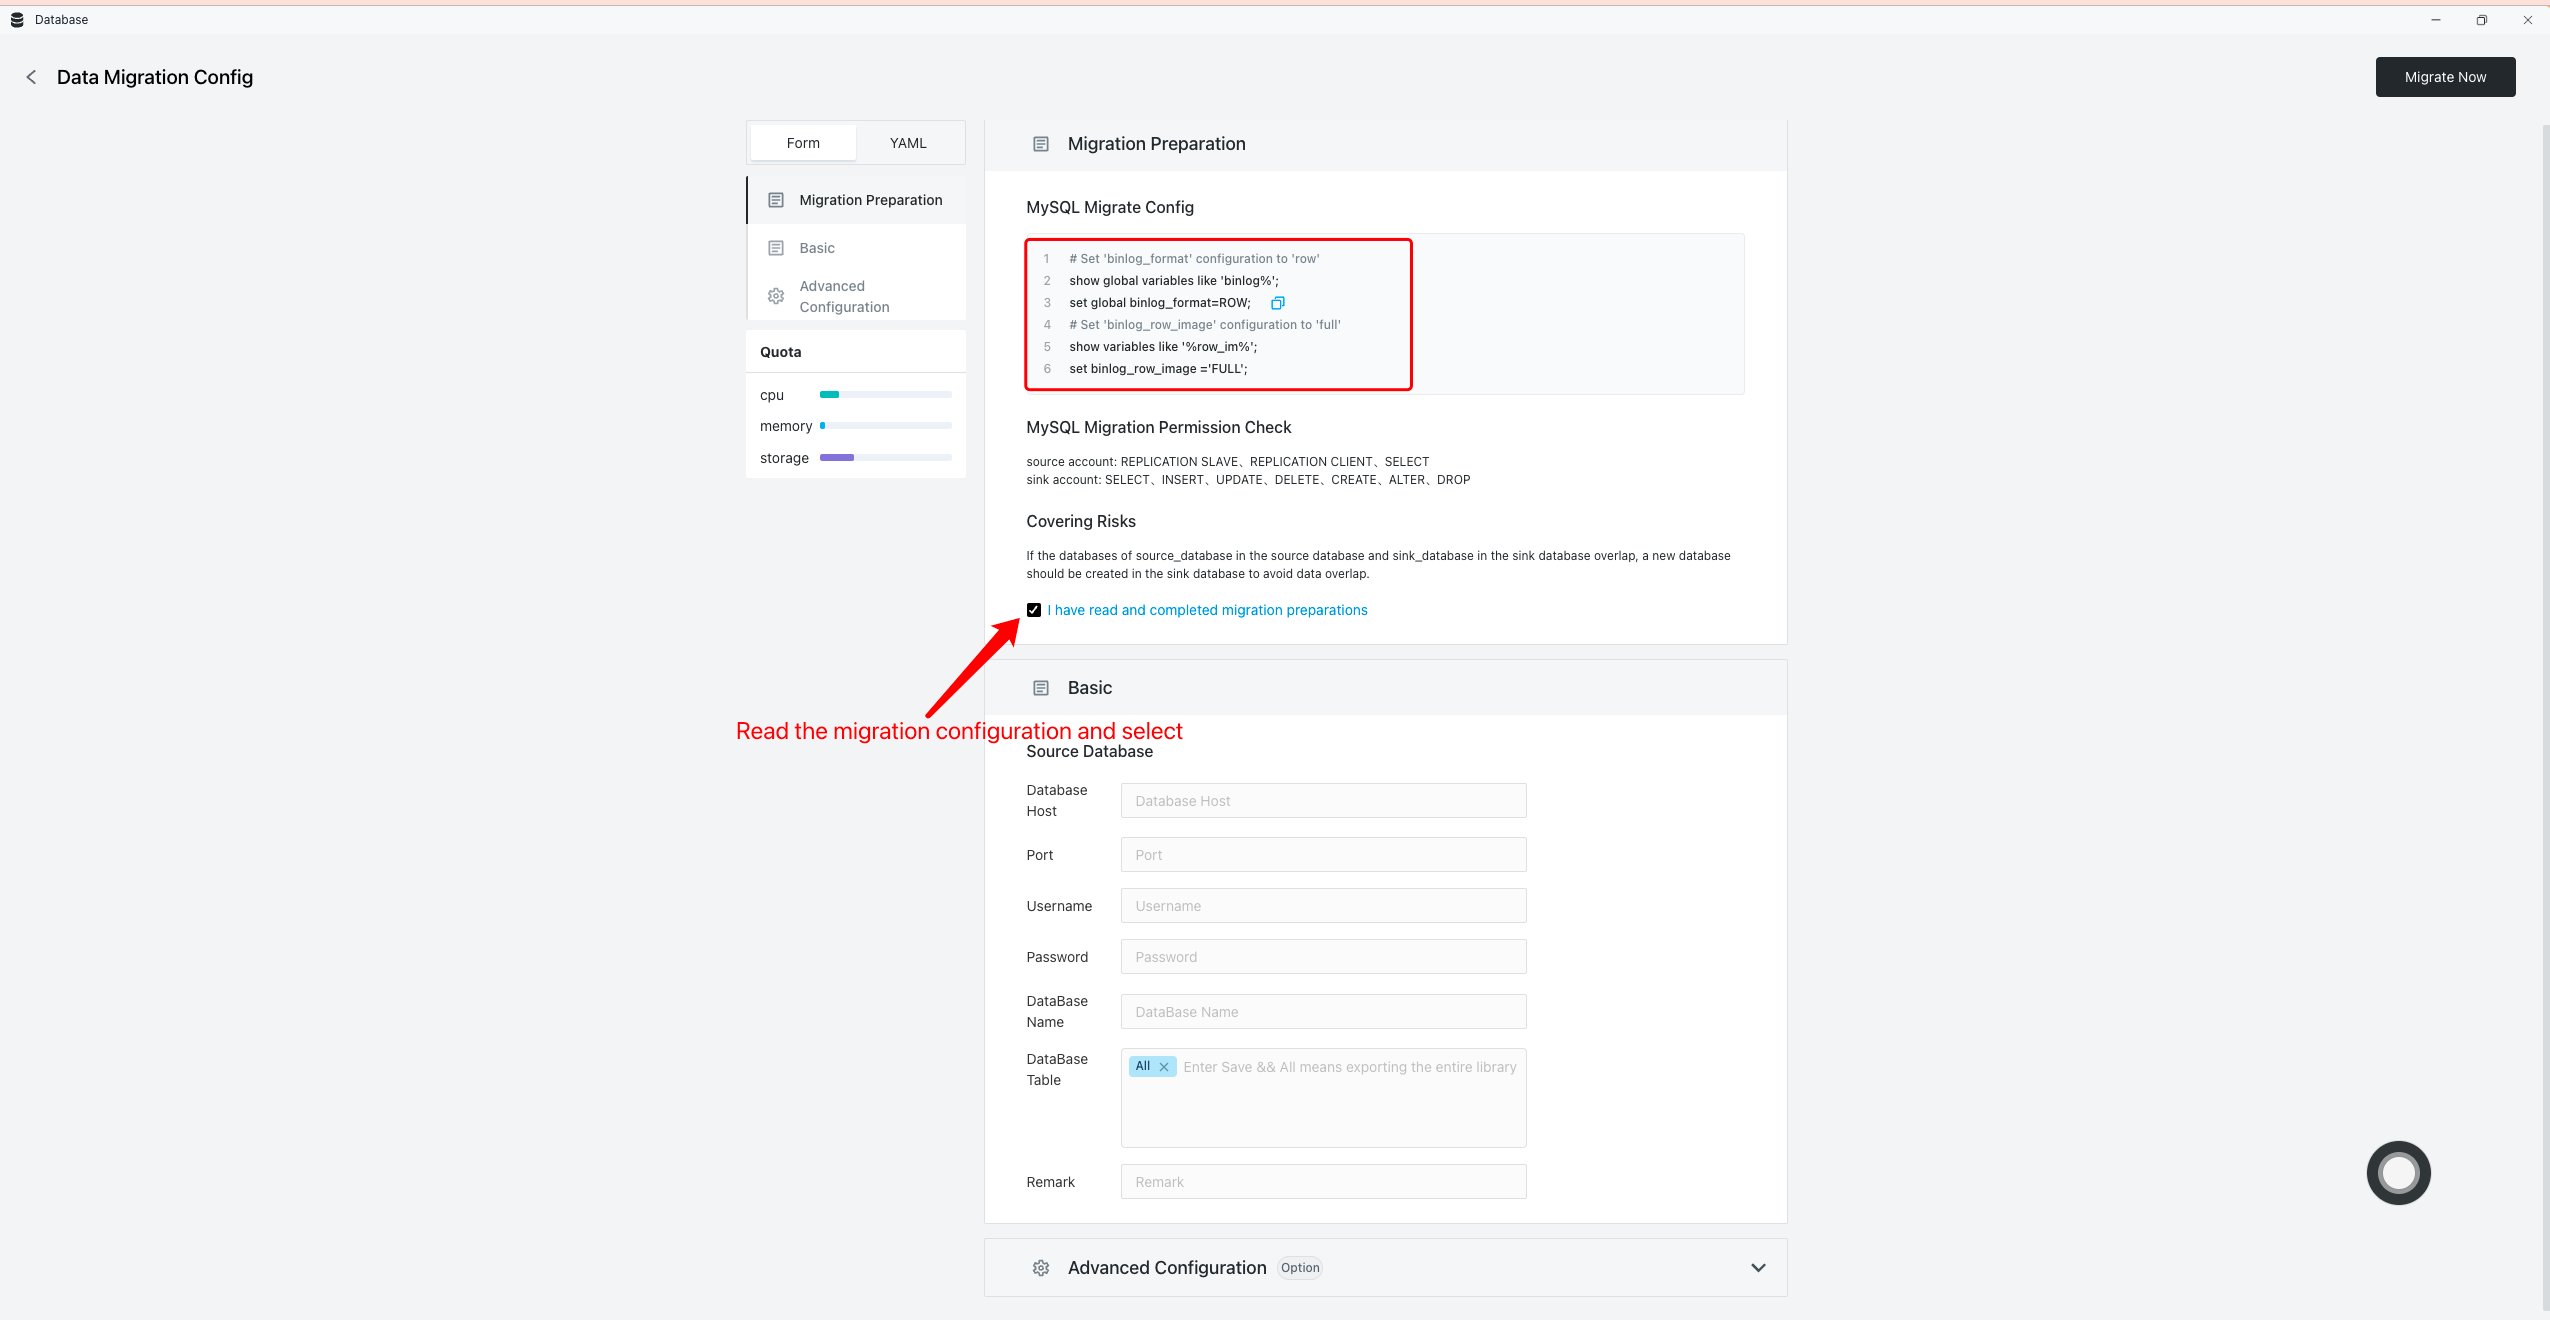 Database
Data Migration Config
Migrate Now
Form
YAML
Migration Preparation
Basic
Advanced
Configuration
Quota
cpu
memory
storage
Migration Preparation
MySQL Migrate Config
1 # Set 'binlog_format' configuration to 'row'
2 show global variables like 'binlog%';
3 set global binlog_format=ROW;
4 # Set 'binlog_row_image' configuration to 'full'
5 show variables like '%row_im%';
6 set binlog_row_image ='FULL';
MySQL Migration Permission Check
source account: REPLICATION SLAVE、REPLICATION CLIENT、SELECT
sink account: SELECT、INSERT、UPDATE、DELETE、CREATE、ALTER、DROP
Covering Risks
If the databases of source_database in the source database and sink_database in the sink database overlap, a new database
should be created in the sink database to avoid data overlap.
I have read and completed migration preparations
Basic
Read the migration configuration and select
Source Database
Database
Host
Database Host
Port
Port
Username
Username
Password
Password
DataBase
Name
DataBase Name
DataBase
Table
All
Enter Save && All means exporting the entire library
Remark
Remark
Advanced Configuration
Option